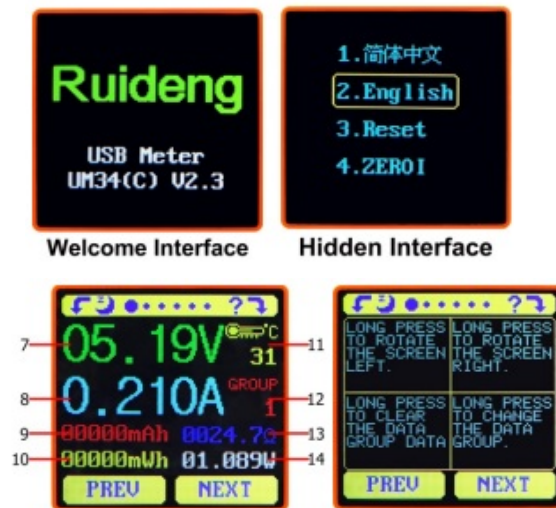 Ruideng
USB Meter
UM34(C) V2.3
Welcome Interface
1.简体中文
2.English
3.Reset
4.ZEROI
Hidden Interface
?
7
05.19V
℃
31
11
8
0.210A
GROUP
1
12
9
00000mAh
0024.7Ω
13
10
00000mWh
01.089W
14
PREV
NEXT
?
LONG PRESS
TO ROTATE
THE SCREEN
LEFT.
LONG PRESS
TO ROTATE
THE SCREEN
RIGHT.
LONG PRESS
TO CLEAR
THE DATA
GROUP DATA
LONG PRESS
TO CHANGE
THE DATA
GROUP.
PREV
NEXT